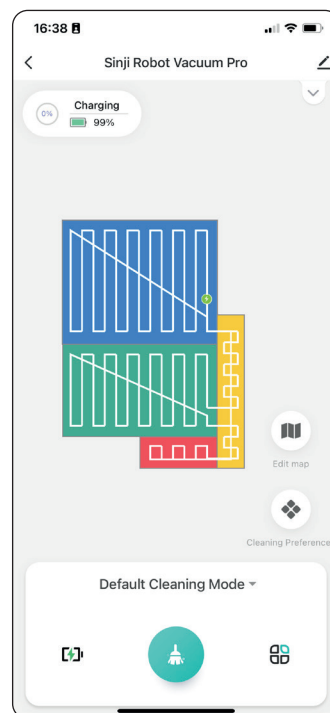 16:38
Sinji Robot Vacuum Pro
0%
Charging
99%
Edit map
Cleaning Preference
Default Cleaning Mode